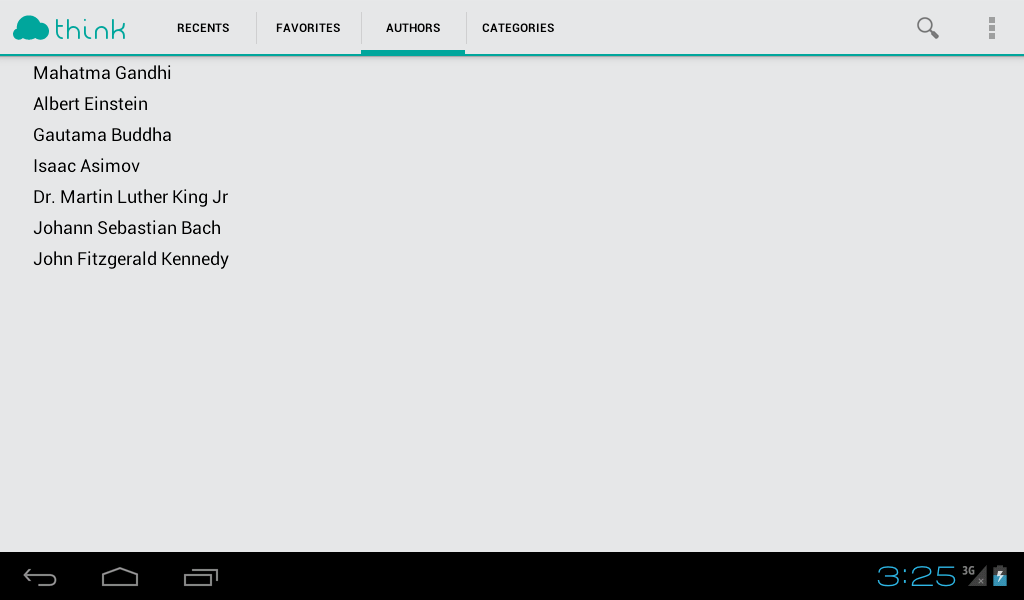 think
RECENTS
FAVORITES
AUTHORS
CATEGORIES
Mahatma Gandhi
Albert Einstein
Gautama Buddha
Isaac Asimov
Dr. Martin Luther King Jr
Johann Sebastian Bach
John Fitzgerald Kennedy
3:25
3G